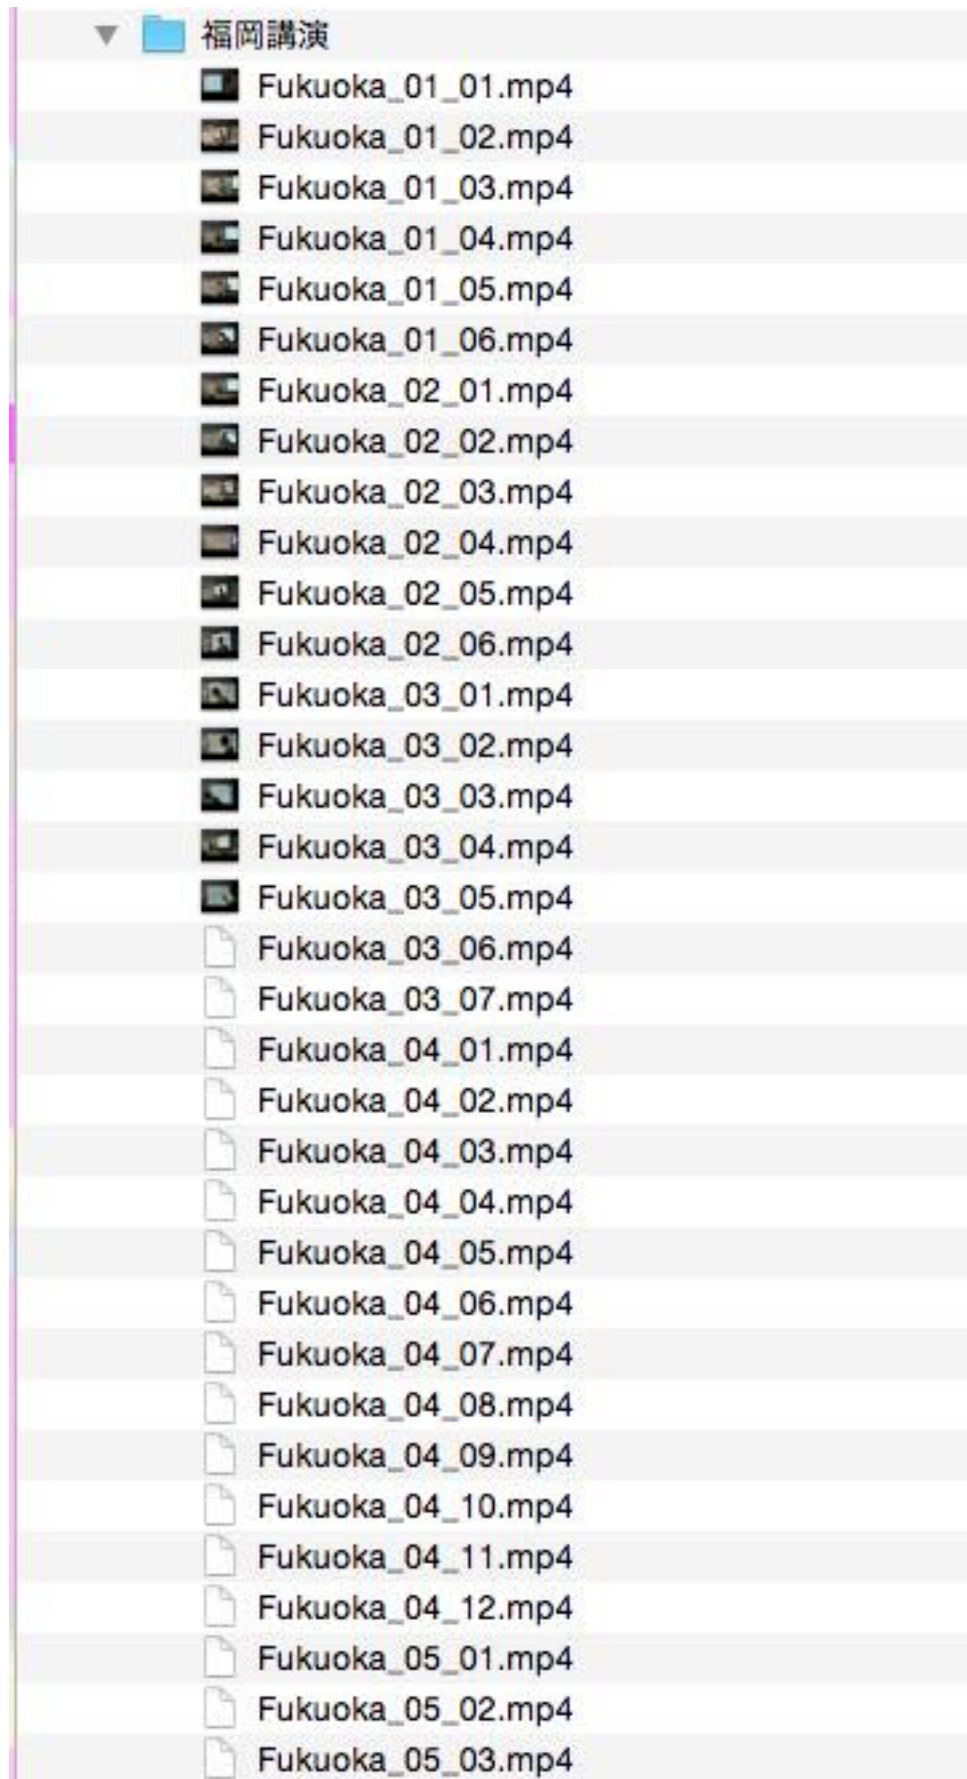 福岡講演
Fukuoka_01_01.mp4
Fukuoka_01_02.mp4
Fukuoka_01_03.mp4
Fukuoka_01_04.mp4
Fukuoka_01_05.mp4
Fukuoka_01_06.mp4
Fukuoka_02_01.mp4
Fukuoka_02_02.mp4
Fukuoka_02_03.mp4
Fukuoka_02_04.mp4
Fukuoka_02_05.mp4
Fukuoka_02_06.mp4
Fukuoka_03_01.mp4
Fukuoka_03_02.mp4
Fukuoka_03_03.mp4
Fukuoka_03_04.mp4
Fukuoka_03_05.mp4
Fukuoka_03_06.mp4
Fukuoka_03_07.mp4
Fukuoka_04_01.mp4
Fukuoka_04_02.mp4
Fukuoka_04_03.mp4
Fukuoka_04_04.mp4
Fukuoka_04_05.mp4
Fukuoka_04_06.mp4
Fukuoka_04_07.mp4
Fukuoka_04_08.mp4
Fukuoka_04_09.mp4
Fukuoka_04_10.mp4
Fukuoka_04_11.mp4
Fukuoka_04_12.mp4
Fukuoka_05_01.mp4
Fukuoka_05_02.mp4
Fukuoka_05_03.mp4